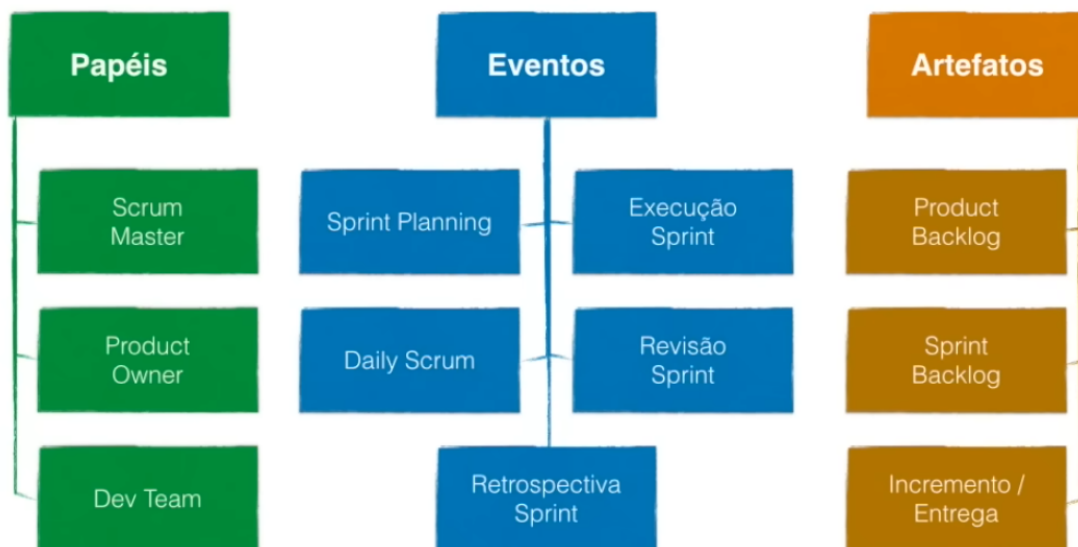 Papéis
Scrum
Master
Product
Owner
Dev Team
Eventos
Sprint Planning
Execução
Sprint
Daily Scrum
Revisão
Sprint
Retrospectiva
Sprint
Artefatos
Product
Backlog
Sprint
Backlog
Incremento /
Entrega